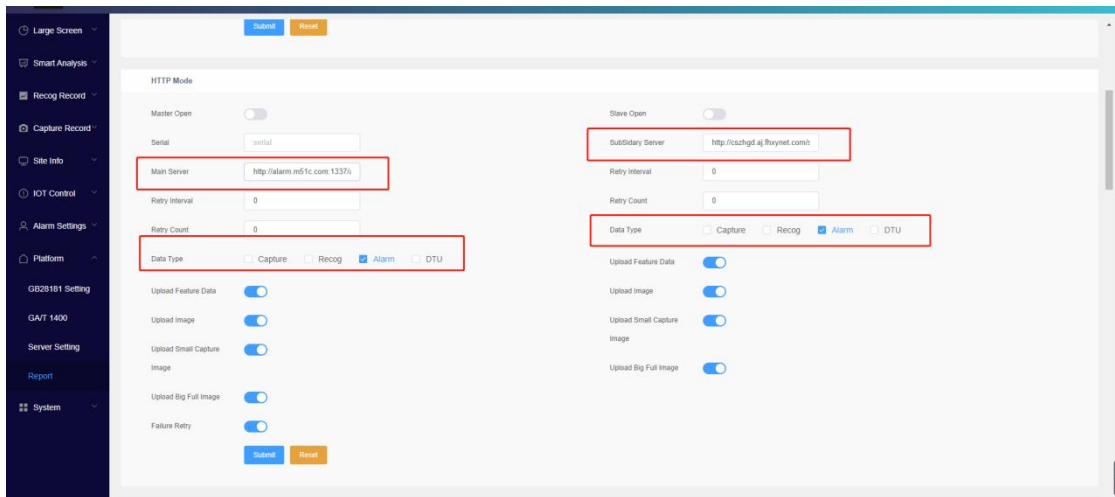 Large Screen
Smart Analysis
Recog Record
Capture Record
Site Info
IOT Control
Alarm Settings
Platform
GB28181 Setting
GA/T 1400
Server Setting
Report
System
Submit Reset
HTTP Mode
Master Open
Serial serial
Main Server http://alarm.m51c.com:1337/
Retry Interval 0
Retry Count 0
Data Type Capture Recog Alarm DTU
Upload Feature Data
Upload Image
Upload Small Capture
Image
Upload Big Full Image
Failure Retry
Submit Reset
Slave Open
SubSidary Server http://cszhgd.aj.fhxynet.com/
Retry Interval 0
Retry Count 0
Data Type Capture Recog Alarm DTU
Upload Feature Data
Upload Image
Upload Small Capture
Image
Upload Big Full Image